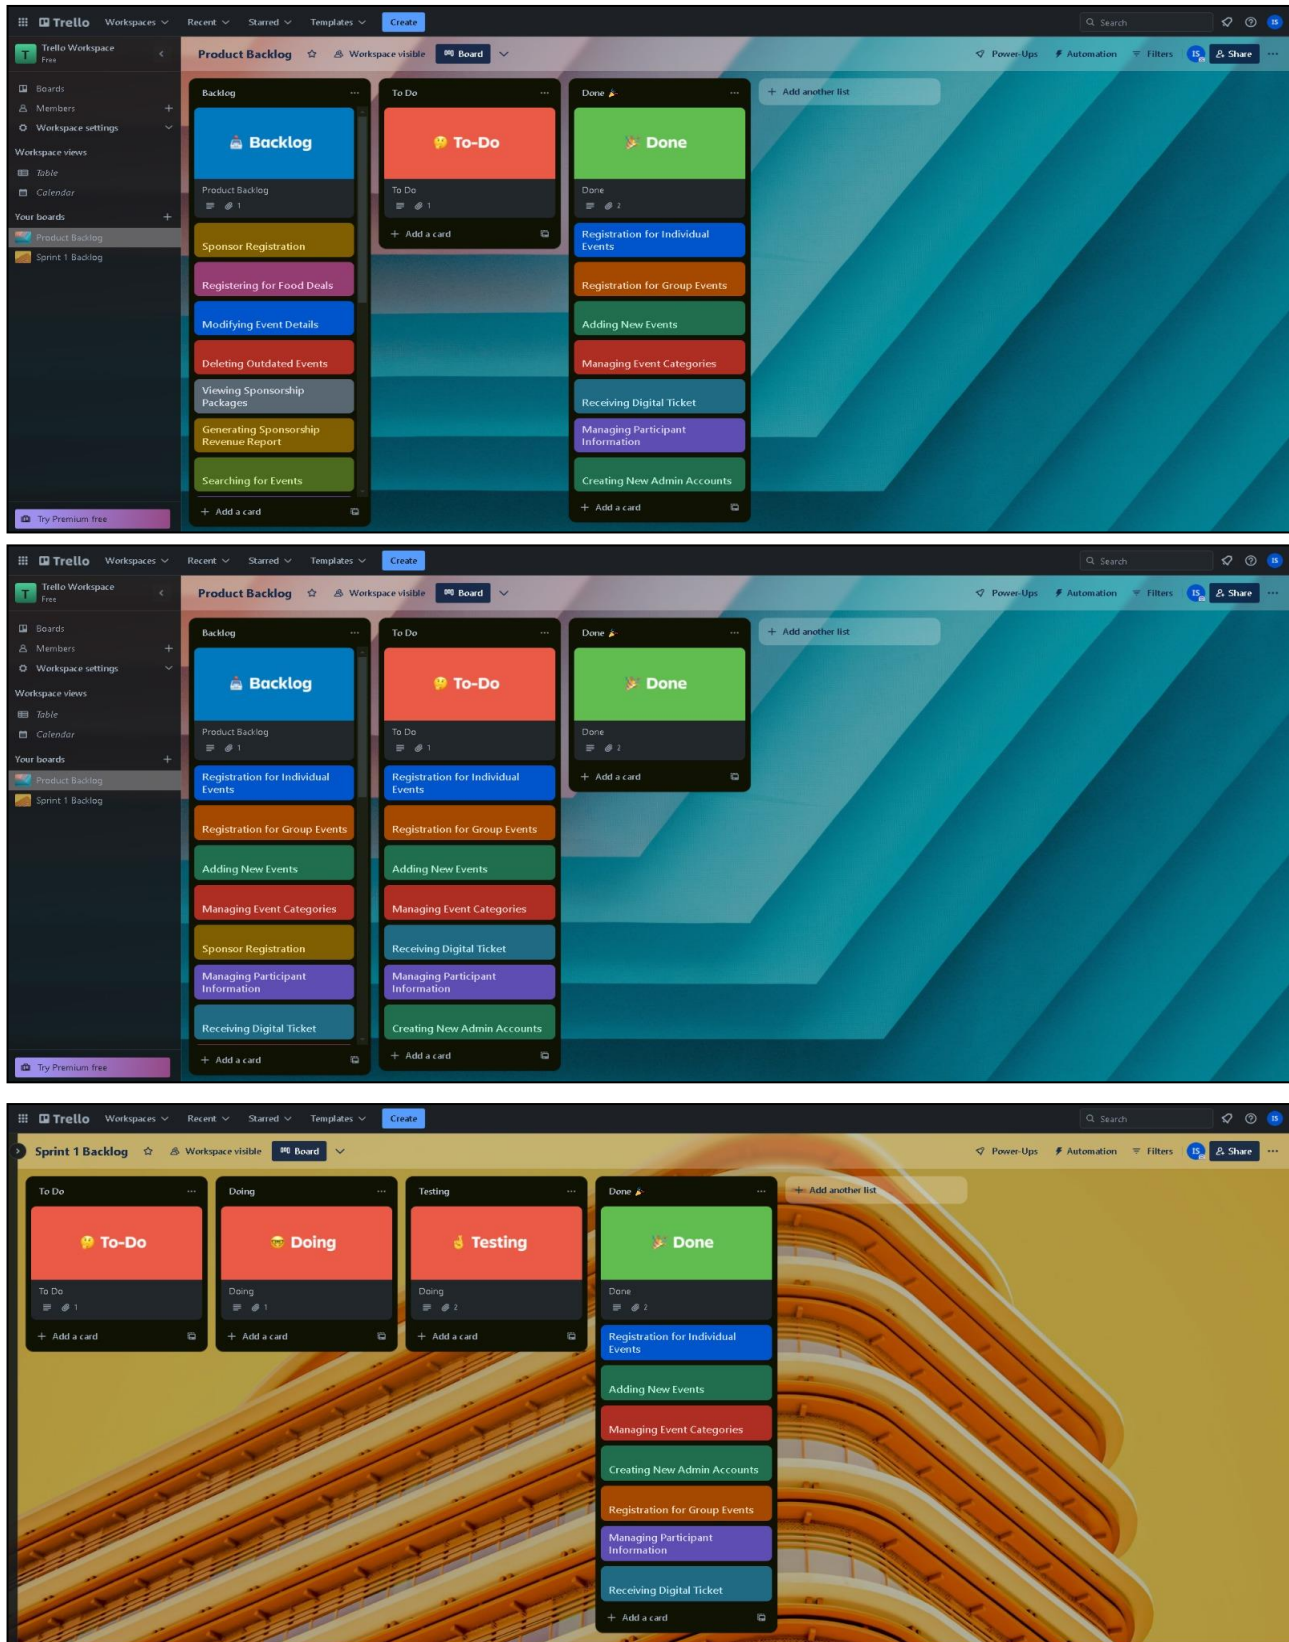 Trello Workspaces Recent Starred Templates Create Search IS
T Trello Workspace
Free
Product Backlog Workspace visible Board Power-Ups Automation Filters IS Share
Boards
Members
Workspace settings
Workspace views
Table
Calendar
Your boards
Product Backlog
Sprint 1 Backlog
Try Premium free
Backlog
Backlog
Product Backlog
1
Sponsor Registration
Registering for Food Deals
Modifying Event Details
Deleting Outdated Events
Viewing Sponsorship
Packages
Generating Sponsorship
Revenue Report
Searching for Events
+ Add a card
To Do
To-Do
To Do
1
+ Add a card
Done
Done
Done
2
Registration for Individual
Events
Registration for Group Events
Adding New Events
Managing Event Categories
Receiving Digital Ticket
Managing Participant
Information
Creating New Admin Accounts
+ Add a card
+ Add another list
Trello Workspaces Recent Starred Templates Create Search IS
T Trello Workspace
Free
Product Backlog Workspace visible Board Power-Ups Automation Filters IS Share
Boards
Members
Workspace settings
Workspace views
Table
Calendar
Your boards
Product Backlog
Sprint 1 Backlog
Try Premium free
Backlog
Backlog
Product Backlog
1
Registration for Individual
Events
Registration for Group Events
Adding New Events
Managing Event Categories
Sponsor Registration
Managing Participant
Information
Receiving Digital Ticket
+ Add a card
To Do
To-Do
To Do
1
Registration for Individual
Events
Registration for Group Events
Adding New Events
Managing Event Categories
Receiving Digital Ticket
Managing Participant
Information
Creating New Admin Accounts
+ Add a card
Done
Done
Done
2
+ Add a card
+ Add another list
Trello Workspaces Recent Starred Templates Create Search IS
Sprint 1 Backlog Workspace visible Board Power-Ups Automation Filters IS Share
To Do
To-Do
To Do
1
+ Add a card
Doing
Doing
Doing
1
+ Add a card
Testing
Testing
Doing
2
+ Add a card
Done
Done
Done
2
Registration for Individual
Events
Adding New Events
Managing Event Categories
Creating New Admin Accounts
Registration for Group Events
Managing Participant
Information
Receiving Digital Ticket
+ Add a card
+ Add another list